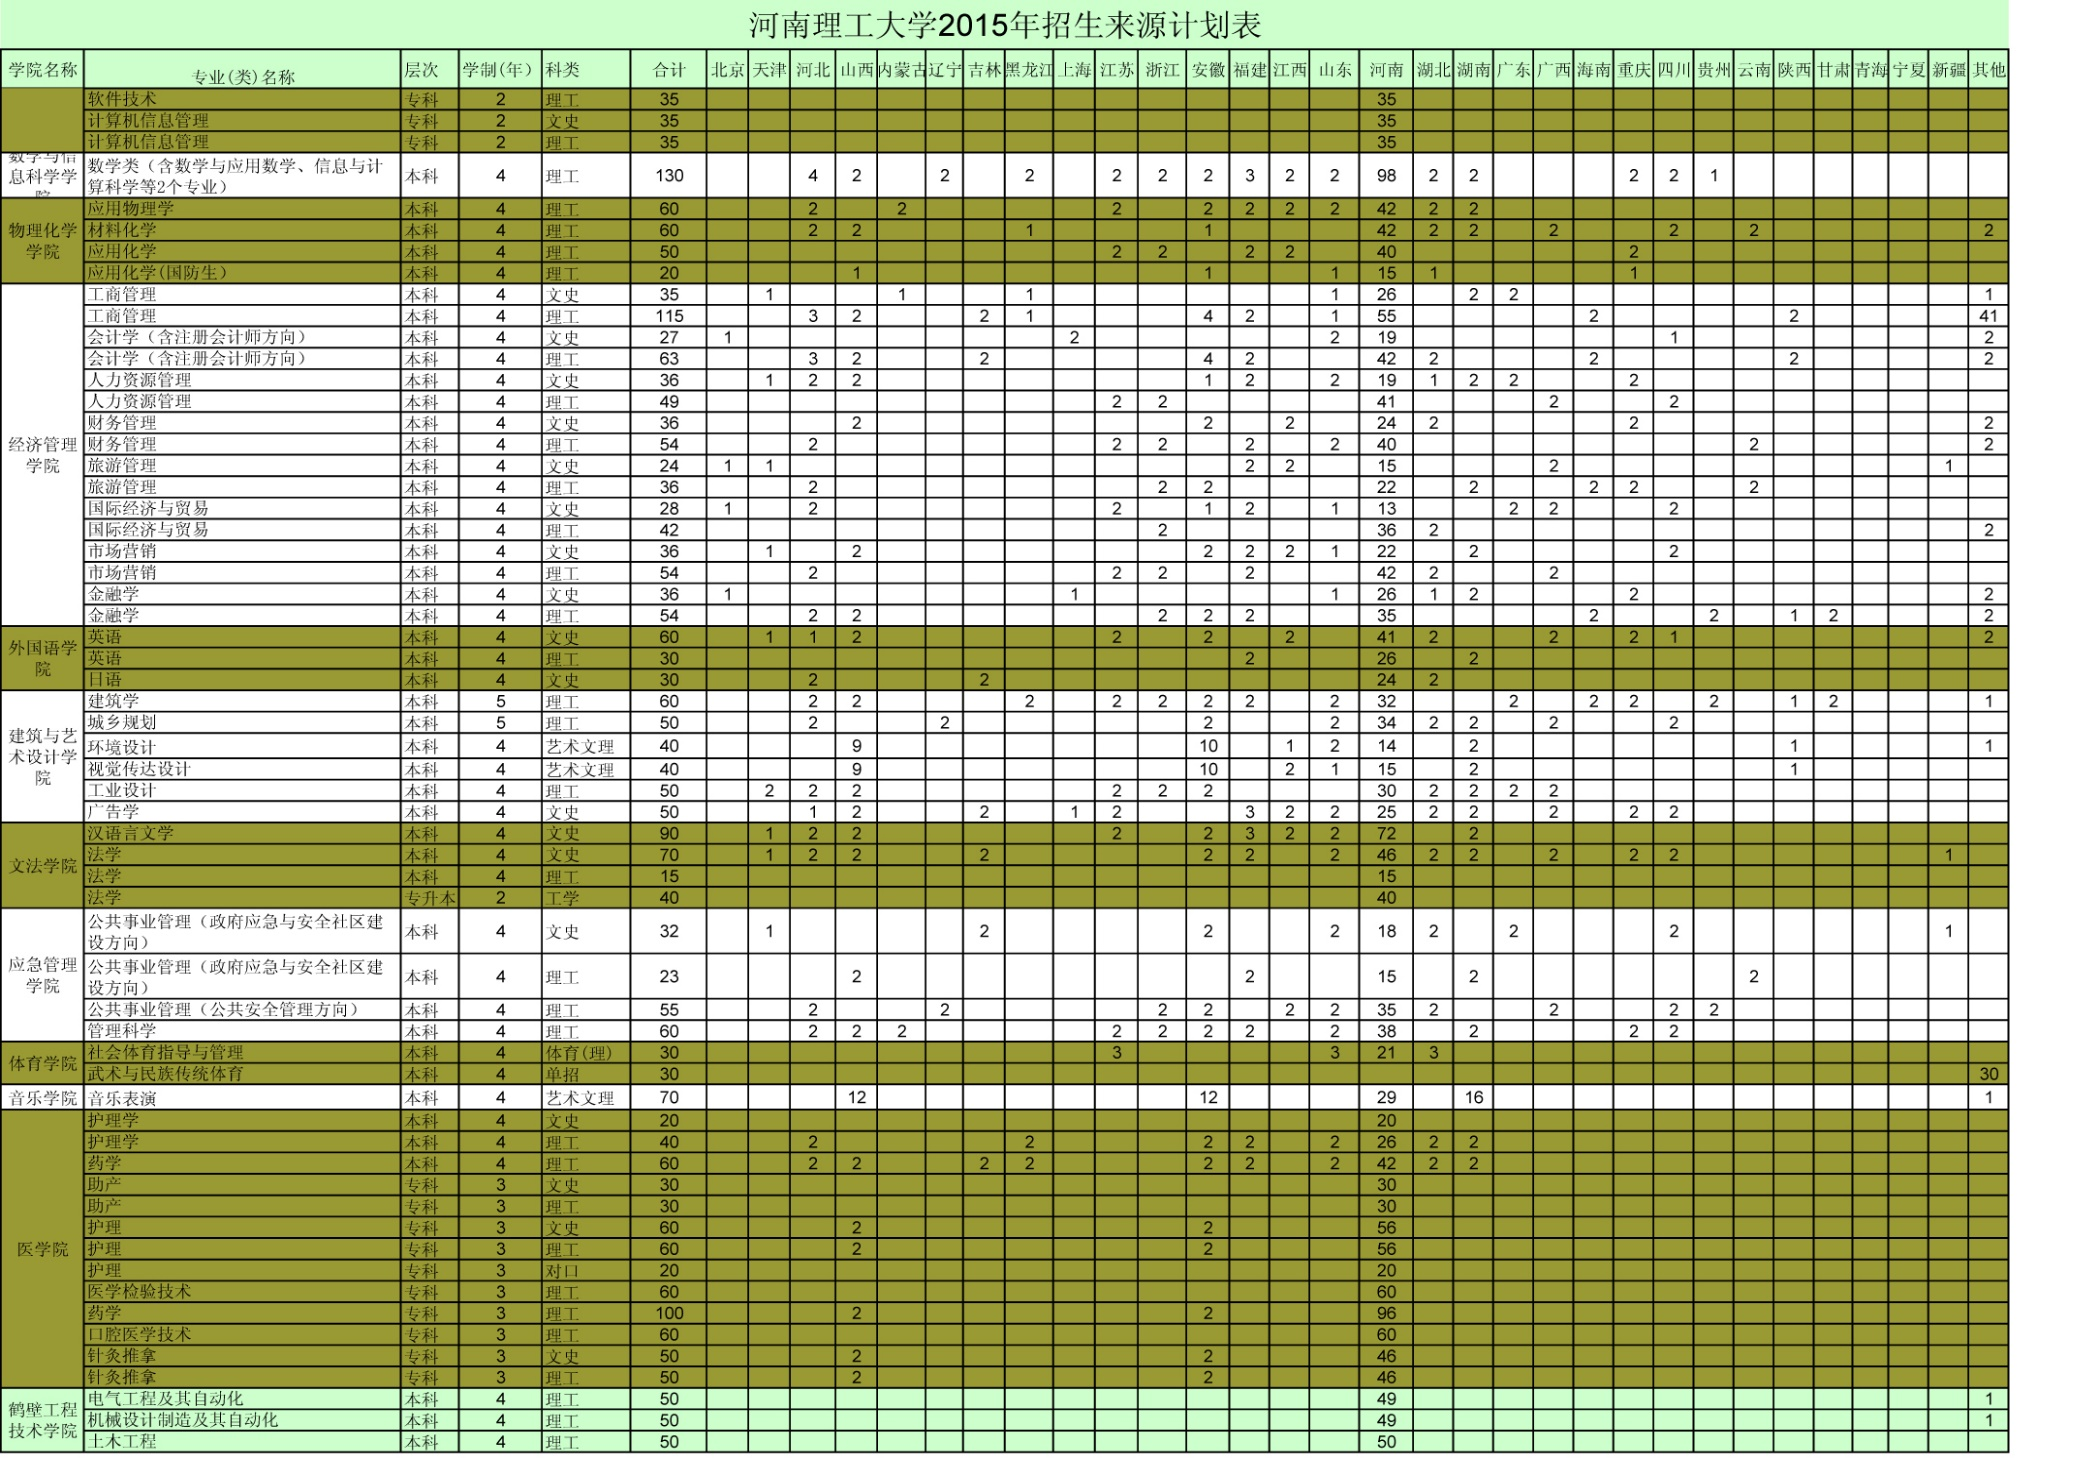 河南理工大学2015年招生来源计划表
学院名称 专业(类)名称 层次 学制(年) 科类 合计 北京 天津 河北 山西 内蒙古 辽宁 吉林 黑龙江 上海 江苏 浙江 安徽 福建 江西 山东 河南 湖北 湖南 广东 广西 海南 重庆 四川 贵州 云南 陕西 甘肃 青海 宁夏 新疆 其他
软件技术 专科 2 理工 35 35
计算机信息管理 专科 2 文史 35 35
计算机信息管理 专科 2 理工 35 35
数学与信息科学学院 数学类（含数学与应用数学、信息与计算科学等2个专业） 本科 4 理工 130 4 2 2 2 2 2 2 3 2 2 98 2 2 2 2 1
物理化学学院
应用物理学 本科 4 理工 60 2 2 2 2 2 2 2 42 2 2
材料化学 本科 4 理工 60 2 2 1 1 42 2 2 2 2 2 2
应用化学 本科 4 理工 50 2 2 2 2 40 2
应用化学(国防生) 本科 4 理工 20 1 1 1 15 1 1
经济管理学院
工商管理 本科 4 文史 35 1 1 1 1 26 2 2 1
工商管理 本科 4 理工 115 3 2 2 1 4 2 1 55 2 2 41
会计学（含注册会计师方向） 本科 4 文史 27 1 2 2 19 1 2
会计学（含注册会计师方向） 本科 4 理工 63 3 2 2 4 2 42 2 2 2 2
人力资源管理 本科 4 文史 36 1 2 2 1 2 2 19 1 2 2 2
人力资源管理 本科 4 理工 49 2 2 41 2 2
财务管理 本科 4 文史 36 2 2 2 24 2 2 2
财务管理 本科 4 理工 54 2 2 2 2 2 40 2 2
旅游管理 本科 4 文史 24 1 1 2 2 15 2 1
旅游管理 本科 4 理工 36 2 2 2 22 2 2 2 2
国际经济与贸易 本科 4 文史 28 1 2 2 1 2 1 13 2 2 2
国际经济与贸易 本科 4 理工 42 2 36 2 2
市场营销 本科 4 文史 36 1 2 2 2 2 1 22 2 2
市场营销 本科 4 理工 54 2 2 2 2 42 2 2
金融学 本科 4 文史 36 1 1 1 26 1 2 2 2
金融学 本科 4 理工 54 2 2 2 2 2 35 2 2 1 2 2
外国语学院
英语 本科 4 文史 60 1 1 2 2 2 2 41 2 2 2 1 2
英语 本科 4 理工 30 2 26 2
日语 本科 4 文史 30 2 2 24 2
建筑与艺术设计学院
建筑学 本科 5 理工 60 2 2 2 2 2 2 2 2 32 2 2 2 2 1 2 1
城乡规划 本科 5 理工 50 2 2 2 2 34 2 2 2 2
环境设计 本科 4 艺术文理 40 9 10 1 2 14 2 1 1
视觉传达设计 本科 4 艺术文理 40 9 10 2 1 15 2 1
工业设计 本科 4 理工 50 2 2 2 2 2 2 30 2 2 2 2
广告学 本科 4 文史 50 1 2 2 1 2 3 2 2 25 2 2 2 2 2
文法学院
汉语言文学 本科 4 文史 90 1 2 2 2 2 3 2 2 72 2
法学 本科 4 文史 70 1 2 2 2 2 2 2 46 2 2 2 2 2 1
法学 本科 4 理工 15 15
法学 专升本 2 工学 40 40
应急管理学院
公共事业管理（政府应急与安全社区建设方向） 本科 4 文史 32 1 2 2 2 18 2 2 2 1
公共事业管理（政府应急与安全社区建设方向） 本科 4 理工 23 2 2 15 2 2
公共事业管理（公共安全管理方向） 本科 4 理工 55 2 2 2 2 2 2 35 2 2 2 2
管理科学 本科 4 理工 60 2 2 2 2 2 2 2 2 38 2 2 2
体育学院
社会体育指导与管理 本科 4 体育(理) 30 3 3 21 3
武术与民族传统体育 本科 4 单招 30 30
音乐学院 音乐表演 本科 4 艺术文理 70 12 12 29 16 1
医学院
护理学 本科 4 文史 20 20
护理学 本科 4 理工 40 2 2 2 2 2 26 2 2
药学 本科 4 理工 60 2 2 2 2 2 2 2 42 2 2
助产 专科 3 文史 30 30
助产 专科 3 理工 30 30
护理 专科 3 文史 60 2 2 56
护理 专科 3 理工 60 2 2 56
护理 专科 3 对口 20 20
医学检验技术 专科 3 理工 60 60
药学 专科 3 理工 100 2 2 96
口腔医学技术 专科 3 理工 60 60
针灸推拿 专科 3 文史 50 2 2 46
针灸推拿 专科 3 理工 50 2 2 46
鹤壁工程技术学院
电气工程及其自动化 本科 4 理工 50 49 1
机械设计制造及其自动化 本科 4 理工 50 49 1
土木工程 本科 4 理工 50 50